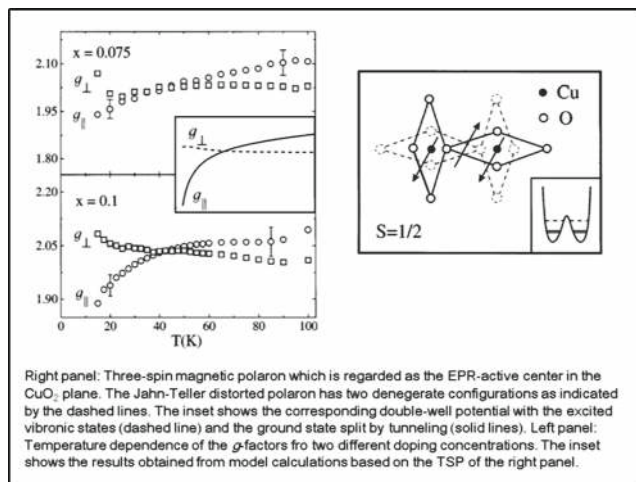 x = 0.075
2.10
g⊥
1.95
g∥
1.80
g⊥
g∥
2.20
x = 0.1
2.05
g⊥
1.90
g∥
0 20 40 60 80 100
T(K)
Cu
O
S=1/2
Right panel: Three-spin magnetic polaron which is regarded as the EPR-active center in the
CuO₂ plane. The Jahn-Teller distorted polaron has two denegerate configurations as indicated
by the dashed lines. The inset shows the corresponding double-well potential with the excited
vibronic states (dashed line) and the ground state split by tunneling (solid lines). Left panel:
Temperature dependence of the g-factors fro two different doping concentrations. The inset
shows the results obtained from model calculations based on the TSP of the right panel.